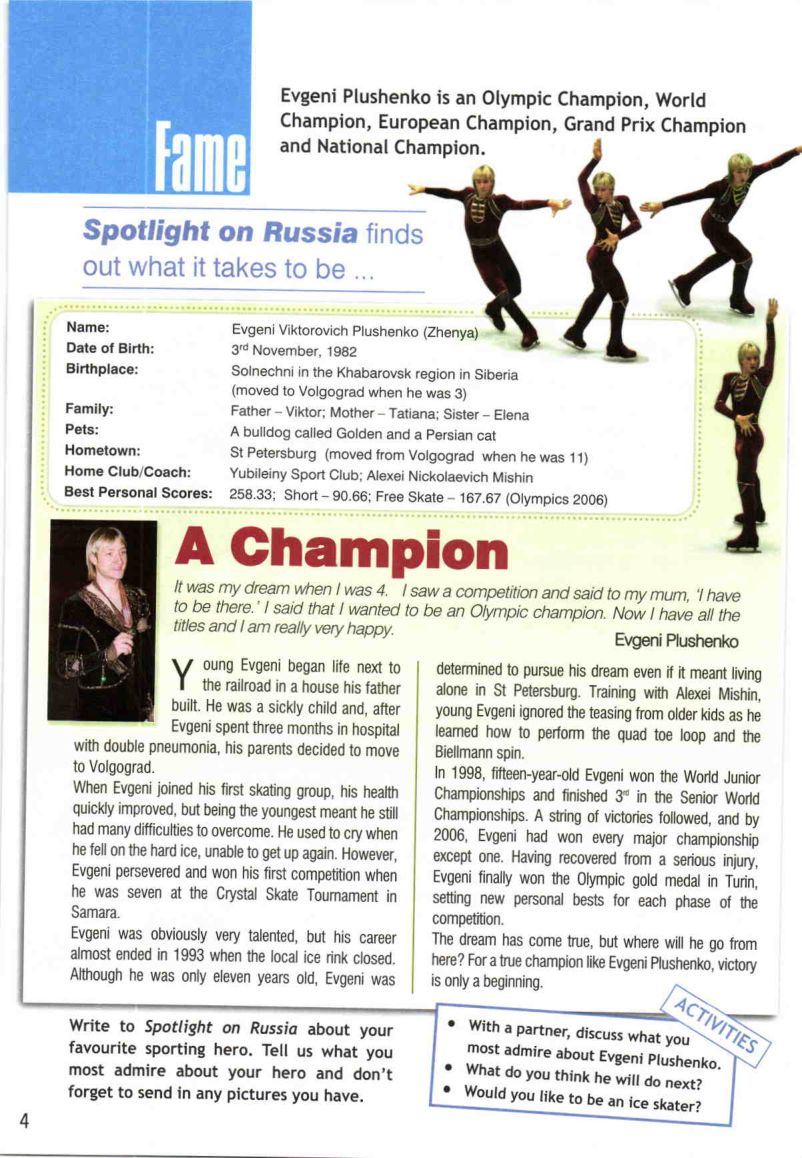 Fame
Evgeni Plushenko is an Olympic Champion, World
Champion, European Champion, Grand Prix Champion
and National Champion.
Spotlight on Russia finds
out what it takes to be ...
Name: Evgeni Viktorovich Plushenko (Zhenya)
Date of Birth: 3rd November, 1982
Birthplace: Solnechni in the Khabarovsk region in Siberia
(moved to Volgograd when he was 3)
Family: Father – Viktor; Mother – Tatiana; Sister – Elena
Pets: A bulldog called Golden and a Persian cat
Hometown: St Petersburg (moved from Volgograd when he was 11)
Home Club/Coach: Yubileiny Sport Club; Alexei Nickolaevich Mishin
Best Personal Scores: 258.33; Short – 90.66; Free Skate – 167.67 (Olympics 2006)
A Champion
It was my dream when I was 4. I saw a competition and said to my mum, 'I have
to be there.' I said that I wanted to be an Olympic champion. Now I have all the
titles and I am really very happy.
Evgeni Plushenko
Young Evgeni began life next to
the railroad in a house his father
built. He was a sickly child and, after
Evgeni spent three months in hospital
with double pneumonia, his parents decided to move
to Volgograd.
When Evgeni joined his first skating group, his health
quickly improved, but being the youngest meant he still
had many difficulties to overcome. He used to cry when
he fell on the hard ice, unable to get up again. However,
Evgeni persevered and won his first competition when
he was seven at the Crystal Skate Tournament in
Samara.
Evgeni was obviously very talented, but his career
almost ended in 1993 when the local ice rink closed.
Although he was only eleven years old, Evgeni was
determined to pursue his dream even if it meant living
alone in St Petersburg. Training with Alexei Mishin,
young Evgeni ignored the teasing from older kids as he
learned how to perform the quad toe loop and the
Biellmann spin.
In 1998, fifteen-year-old Evgeni won the World Junior
Championships and finished 3rd in the Senior World
Championships. A string of victories followed, and by
2006, Evgeni had won every major championship
except one. Having recovered from a serious injury,
Evgeni finally won the Olympic gold medal in Turin,
setting new personal bests for each phase of the
competition.
The dream has come true, but where will he go from
here? For a true champion like Evgeni Plushenko, victory
is only a beginning.
Write to Spotlight on Russia about your
favourite sporting hero. Tell us what you
most admire about your hero and don't
forget to send in any pictures you have.
ACTIVITIES
• With a partner, discuss what you
most admire about Evgeni Plushenko.
• What do you think he will do next?
• Would you like to be an ice skater?
4